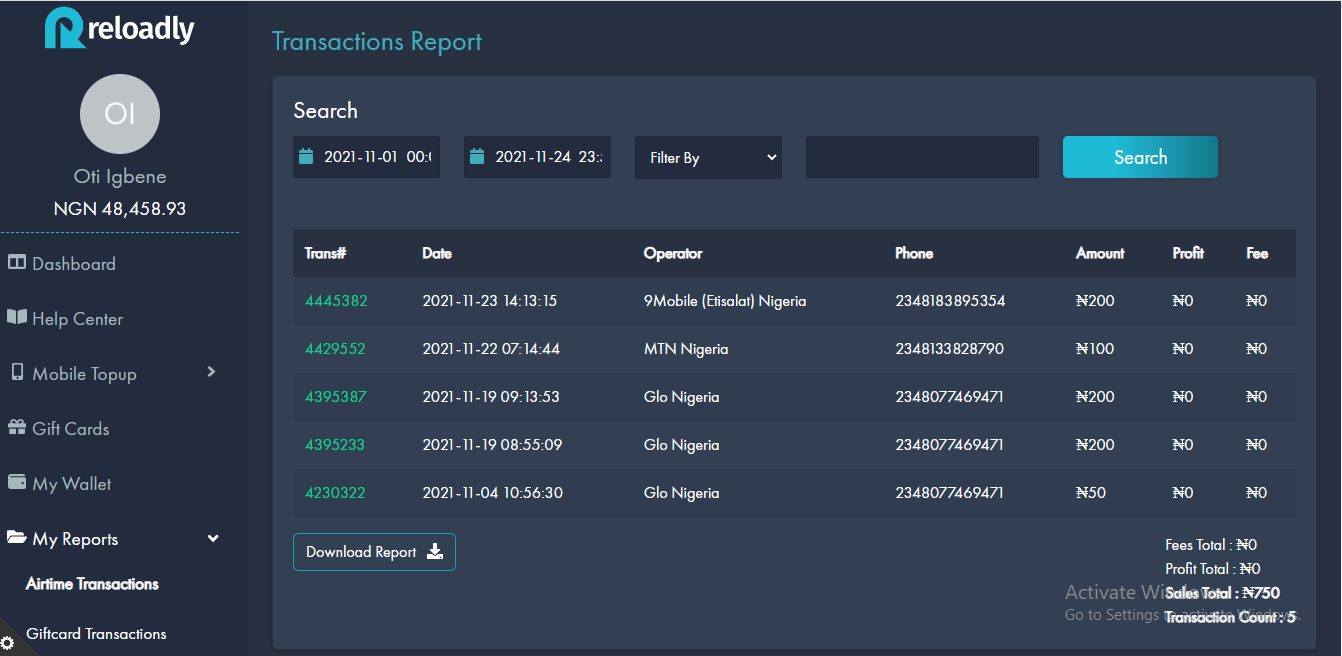 reloadly
OI
Oti Igbene
NGN 48,458.93
Dashboard
Help Center
Mobile Topup
Gift Cards
My Wallet
My Reports
Airtime Transactions
Giftcard Transactions
Transactions Report
Search
2021-11-01 00:0 2021-11-24 23: Filter By Search
Trans# Date Operator Phone Amount Profit Fee
4445382 2021-11-23 14:13:15 9Mobile (Etisalat) Nigeria 2348183895354 ₦200 ₦0 ₦0
4429552 2021-11-22 07:14:44 MTN Nigeria 2348133828790 ₦100 ₦0 ₦0
4395387 2021-11-19 09:13:53 Glo Nigeria 2348077469471 ₦200 ₦0 ₦0
4395233 2021-11-19 08:55:09 Glo Nigeria 2348077469471 ₦200 ₦0 ₦0
4230322 2021-11-04 10:56:30 Glo Nigeria 2348077469471 ₦50 ₦0 ₦0
Download Report
Fees Total : ₦0
Profit Total : ₦0
Sales Total : ₦750
Transaction Count : 5
Activate Windows
Go to Settings to activate Windows.